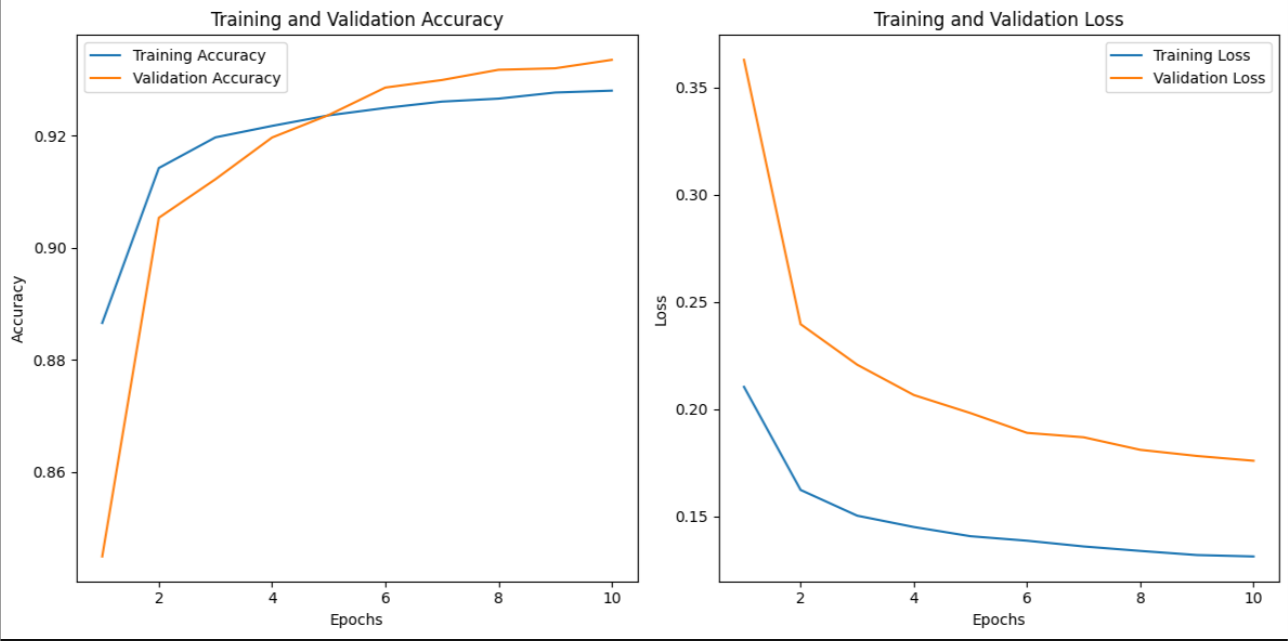 Training and Validation Accuracy
Training Accuracy
Validation Accuracy
0.92
0.90
0.88
0.86
Accuracy
2 4 6 8 10
Epochs
Training and Validation Loss
Training Loss
Validation Loss
0.35
0.30
0.25
0.20
0.15
Loss
2 4 6 8 10
Epochs